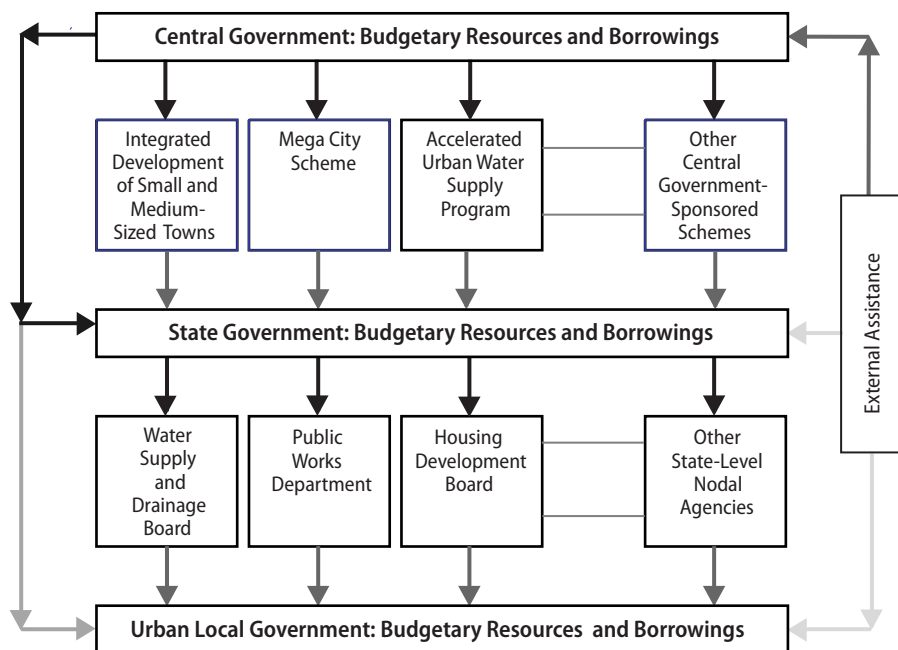 Central Government: Budgetary Resources and Borrowings
Integrated
Development
of Small and
Medium-
Sized Towns
Mega City
Scheme
Accelerated
Urban Water
Supply
Program
Other
Central
Government-
Sponsored
Schemes
External Assistance
State Government: Budgetary Resources and Borrowings
Water
Supply
and
Drainage
Board
Public
Works
Department
Housing
Development
Board
Other
State-Level
Nodal
Agencies
Urban Local Government: Budgetary Resources and Borrowings